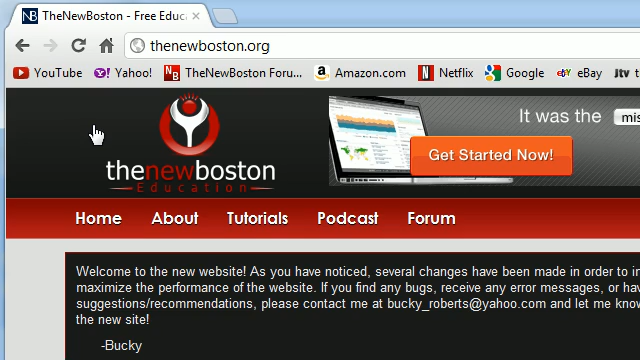 TheNewBoston - Free Educ
thenewboston.org
YouTube Yahoo! TheNewBoston Foru... Amazon.com Netflix Google eBay jtv t
It was the mis
Get Started Now!
thenewboston
Education
Home About Tutorials Podcast Forum
Welcome to the new website! As you have noticed, several changes have been made in order to in
maximize the performance of the website. If you find any bugs, receive any error messages, or hav
suggestions/recommendations, please contact me at bucky_roberts@yahoo.com and let me know
the new site!
-Bucky